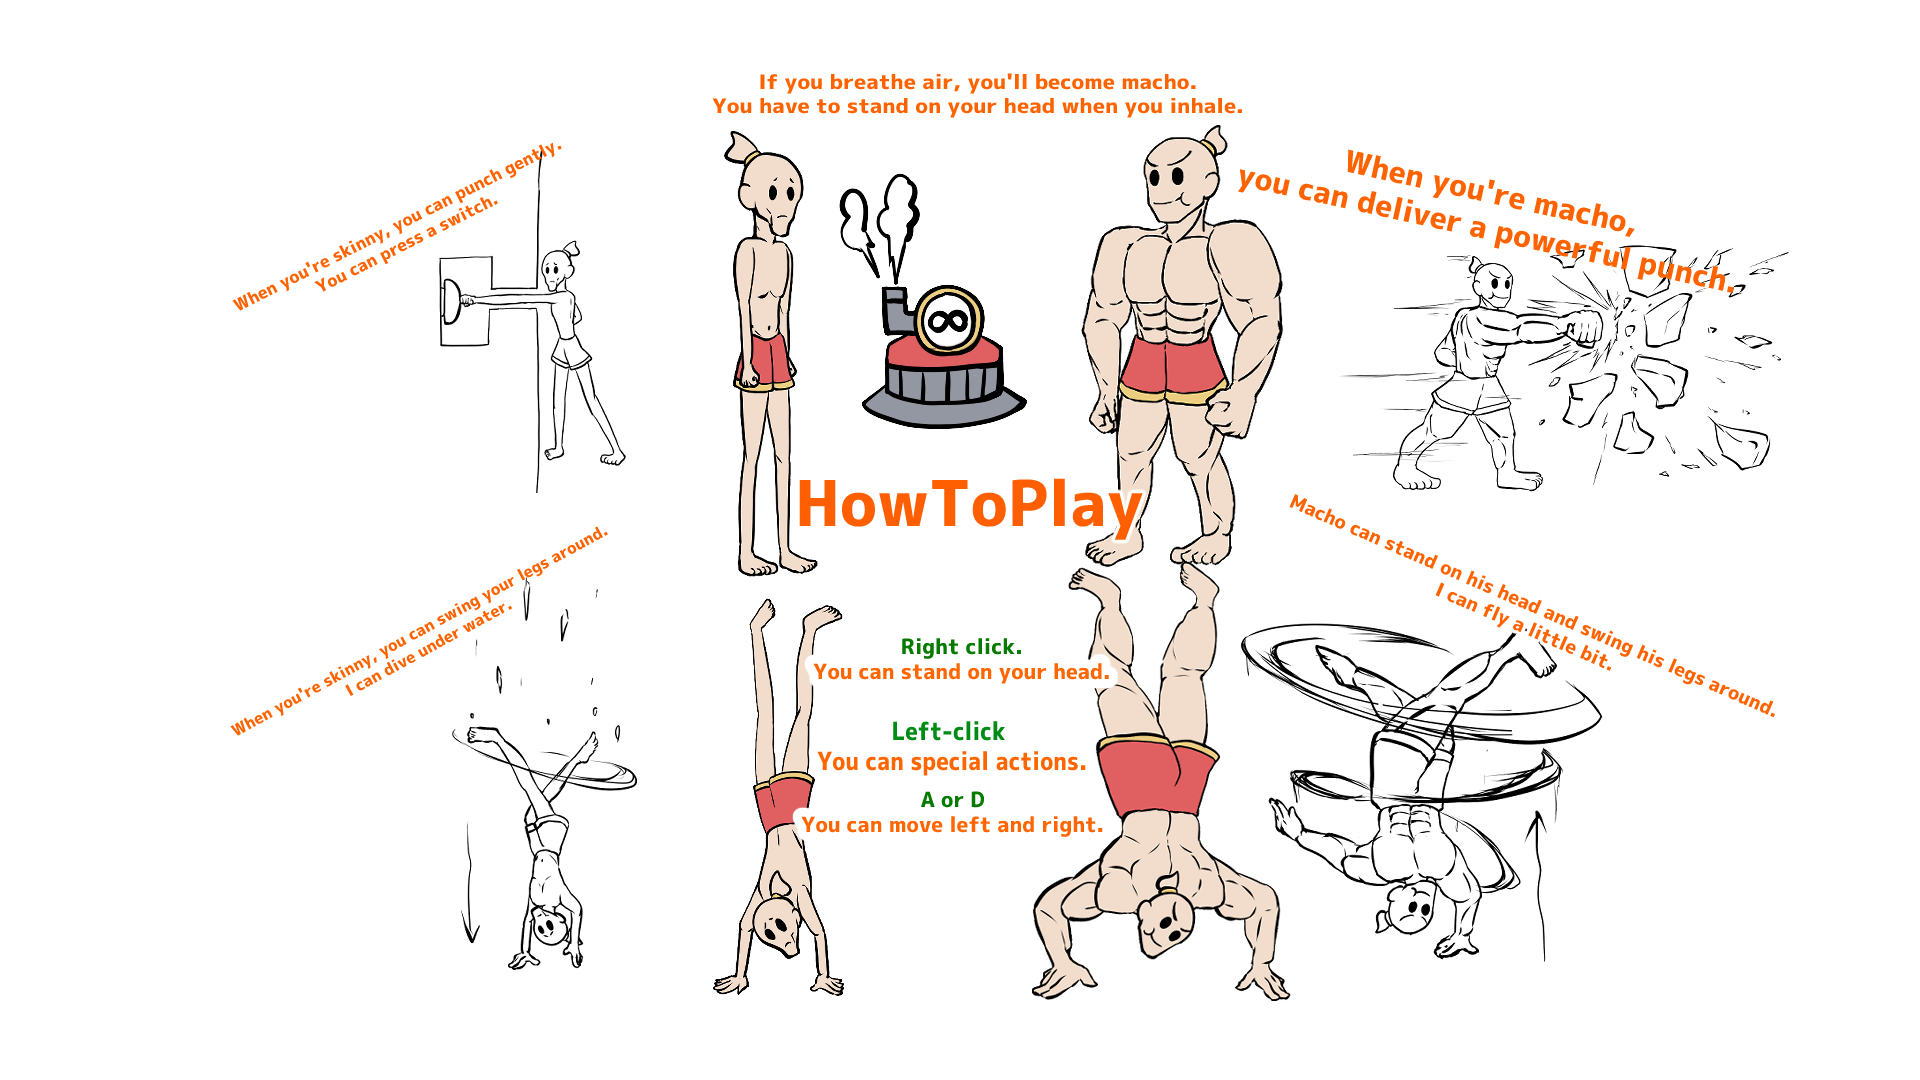 If you breathe air, you'll become macho.
You have to stand on your head when you inhale.
When you're skinny, you can punch gently.
You can press a switch.
When you're macho,
you can deliver a powerful punch.
HowToPlay
When you're skinny, you can swing your legs around.
I can dive under water.
Right click.
You can stand on your head.
Left-click
You can special actions.
A or D
You can move left and right.
Macho can stand on his head and swing his legs around.
I can fly a little bit.